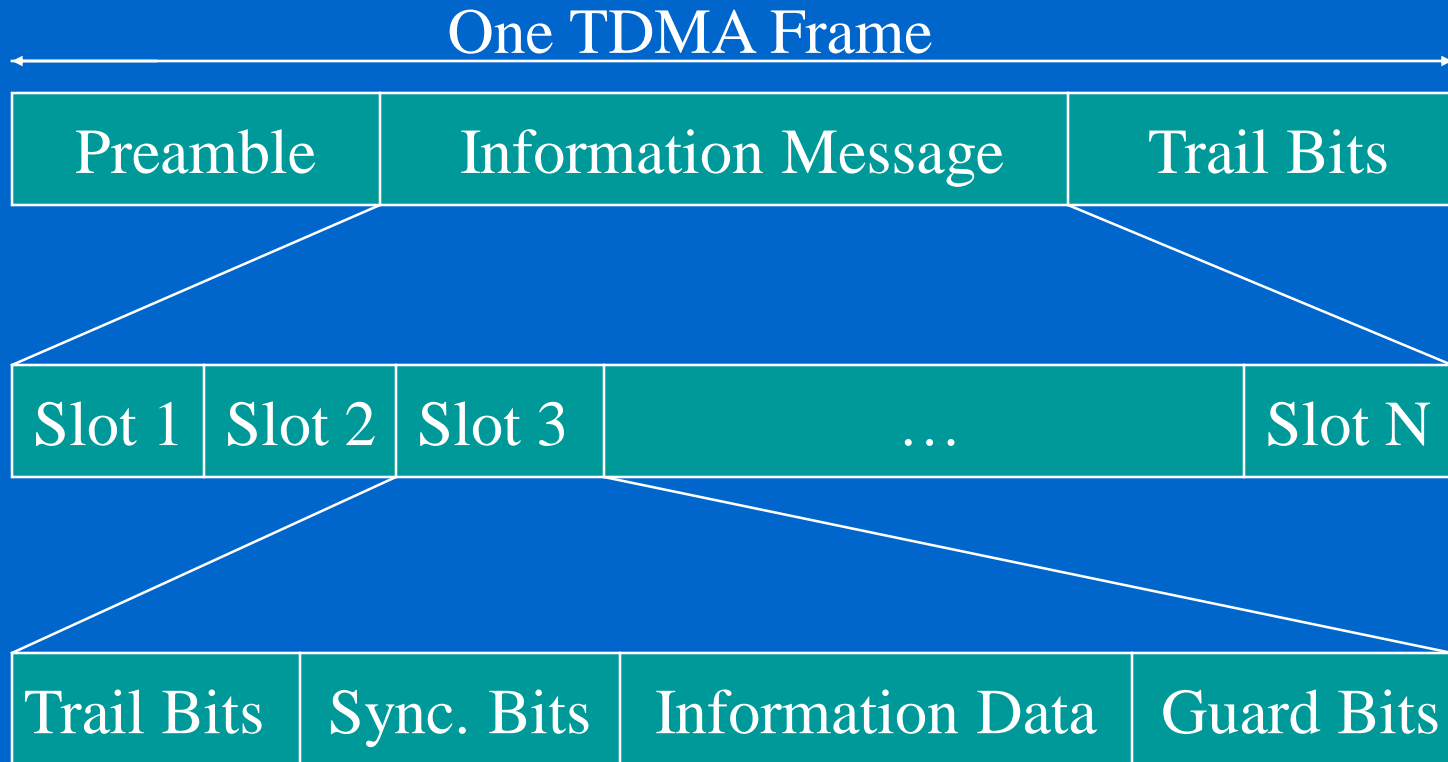 One TDMA Frame
Preamble Information Message Trail Bits
Slot 1 Slot 2 Slot 3 … Slot N
Trail Bits Sync. Bits Information Data Guard Bits